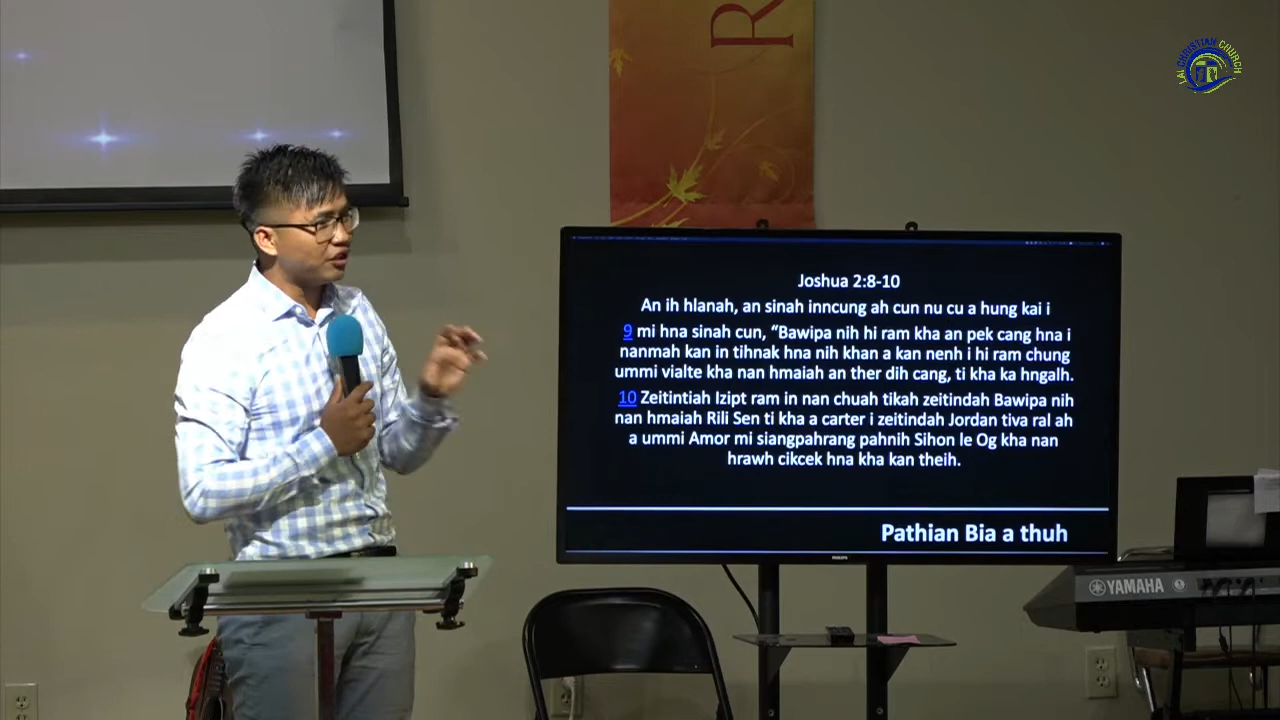 R
LAI CHRISTIAN CHURCH
Joshua 2:8-10
An ih hlanah, an sinah inncung ah cun nu cu a hung kai i
9 mi hna sinah cun, “Bawipa nih hi ram kha an pek cang hna i
nanmah kan in tihnak hna nih khan a kan nenh i hi ram chung
ummi vialte kha nan hmaiah an ther dih cang, ti kha ka hngalh.
10 Zeitintiah Izipt ram in nan chuah tikah zeitindah Bawipa nih
nan hmaiah Rili Sen ti kha a carter i zeitindah Jordan tiva ral ah
a ummi Amor mi siangpahrang pahnih Sihon le Og kha nan
hrawh cikcek hna kha kan theih.
Pathian Bia a thuh
PHILIPS
YAMAHA